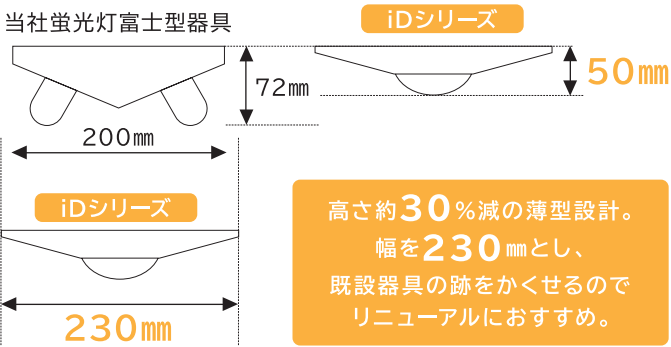 当社蛍光灯富士型器具
iDシリーズ
72㎜
50㎜
200㎜
iDシリーズ
230㎜
高さ約30%減の薄型設計。
幅を230㎜とし、
既設器具の跡をかくせるので
リニューアルにおすすめ。